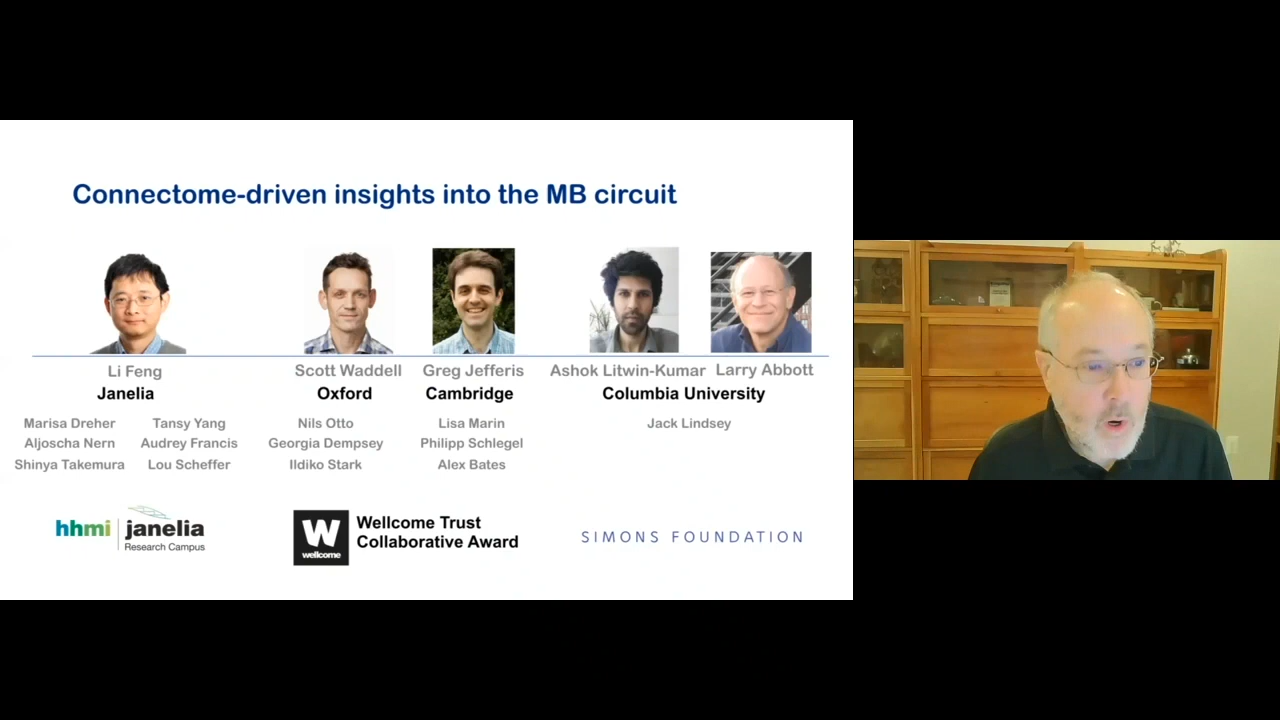 Connectome-driven insights into the MB circuit
Li Feng
Scott Waddell
Greg Jefferis
Ashok Litwin-Kumar
Larry Abbott
Janelia
Oxford
Cambridge
Columbia University
Marisa Dreher
Tansy Yang
Nils Otto
Lisa Marin
Jack Lindsey
Aljoscha Nern
Audrey Francis
Georgia Dempsey
Philipp Schlegel
Shinya Takemura
Lou Scheffer
Ildiko Stark
Alex Bates
hhmi
janelia
Research Campus
W
wellcome
Wellcome Trust
Collaborative Award
SIMONS FOUNDATION